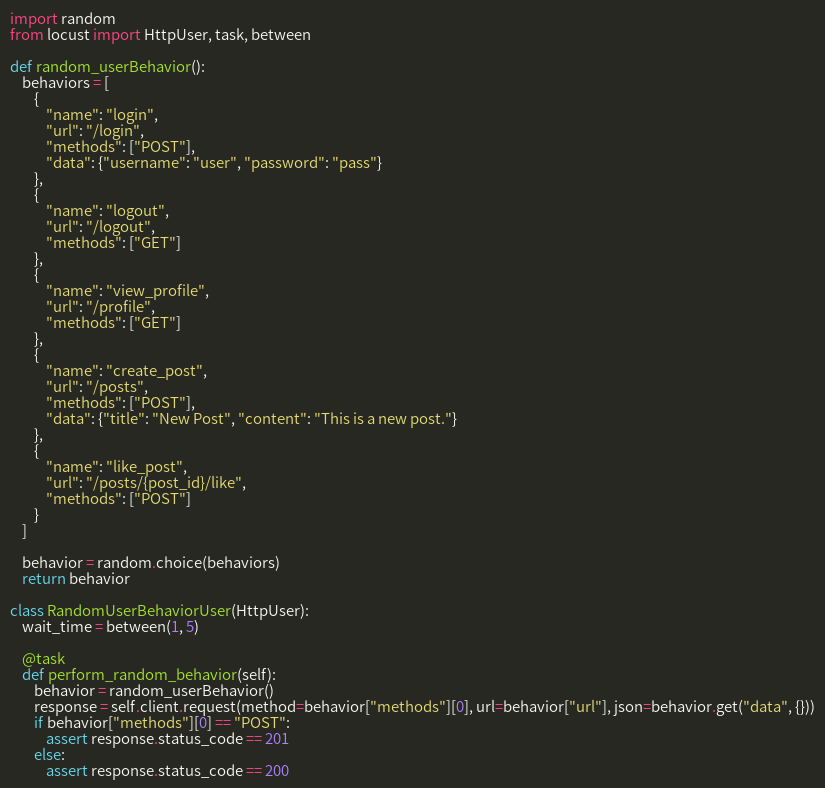 import random
from locust import HttpUser, task, between

def random_userBehavior():
    behaviors = [
        {
            "name": "login",
            "url": "/login",
            "methods": ["POST"],
            "data": {"username": "user", "password": "pass"}
        },
        {
            "name": "logout",
            "url": "/logout",
            "methods": ["GET"]
        },
        {
            "name": "view_profile",
            "url": "/profile",
            "methods": ["GET"]
        },
        {
            "name": "create_post",
            "url": "/posts",
            "methods": ["POST"],
            "data": {"title": "New Post", "content": "This is a new post."}
        },
        {
            "name": "like_post",
            "url": "/posts/{post_id}/like",
            "methods": ["POST"]
        }
    ]

    behavior = random.choice(behaviors)
    return behavior

class RandomUserBehaviorUser(HttpUser):
    wait_time = between(1, 5)

    @task
    def perform_random_behavior(self):
        behavior = random_userBehavior()
        response = self.client.request(method=behavior["methods"][0], url=behavior["url"], json=behavior.get("data", {}))
        if behavior["methods"][0] == "POST":
            assert response.status_code == 201
        else:
            assert response.status_code == 200